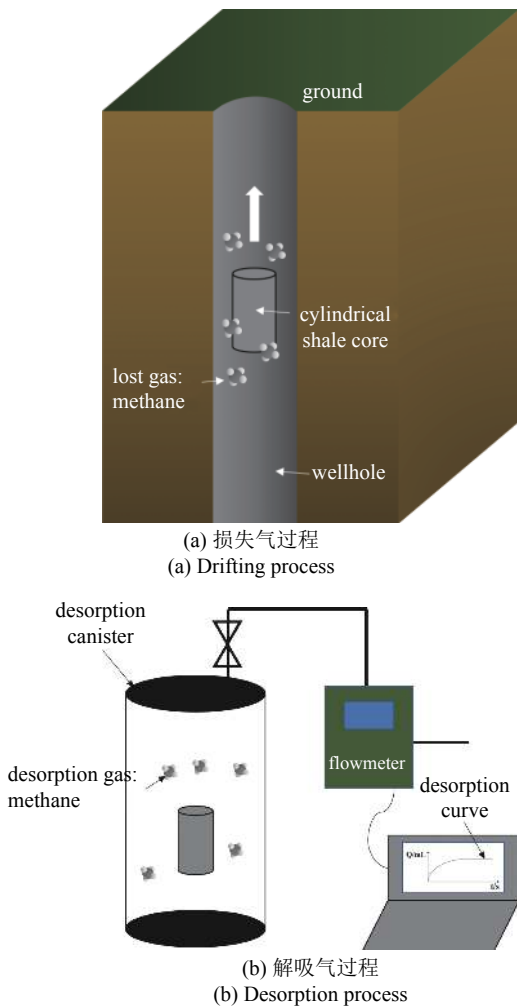 ground
cylindrical
shale core
lost gas:
methane
wellhole
(a) 损失气过程
(a) Drifting process
desorption
canister
desorption gas:
methane
flowmeter
desorption
curve
Q/mL
t/s
(b) 解吸气过程
(b) Desorption process